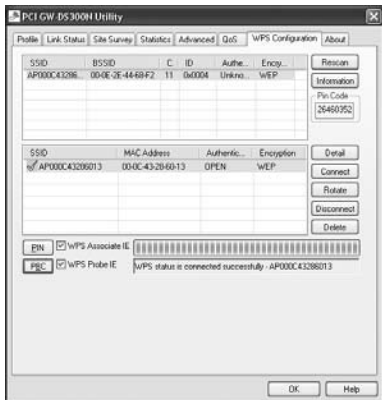 PCI GW-DS300N Utility
Profile Link Status Site Survey Statistics Advanced QoS WPS Configuration About
SSID BSSID C. ID Authe... Encry...
AP000C43286... 00-0E-2E-44-68-F2 11 0x0004 Unkno... WEP
Rescan
Information
Pin Code
26460352
SSID MAC Address Authentic... Encryption
AP000C43286013 00-0C-43-28-60-13 OPEN WEP
Detail
Connect
Rotate
Disconnect
Delete
PIN WPS Associate IE
PBC WPS Probe IE WPS status is connected successfully - AP000C43286013
OK Help